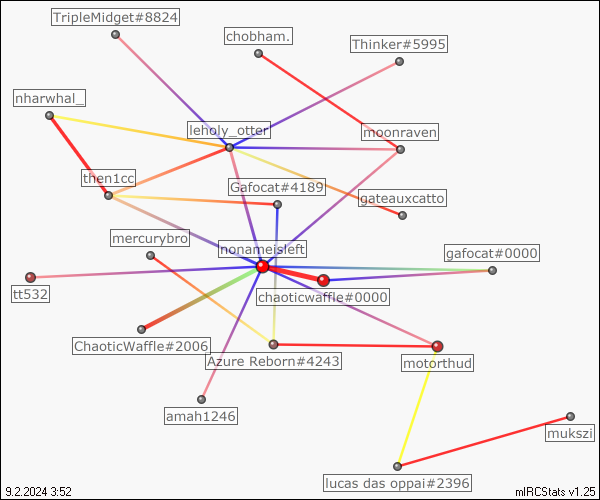 TripleMidget#8824
chobham.
Thinker#5995
nharwhal_
leholy_otter
moonraven
then1cc
Gafocat#4189
gateauxcatto
mercurybro
nonameisleft
gafocat#0000
tt532
chaoticwaffle#0000
ChaoticWaffle#2006
Azure Reborn#4243
motorthud
amah1246
mukszi
lucas das oppai#2396
9.2.2024 3:52
mIRCStats v1.25